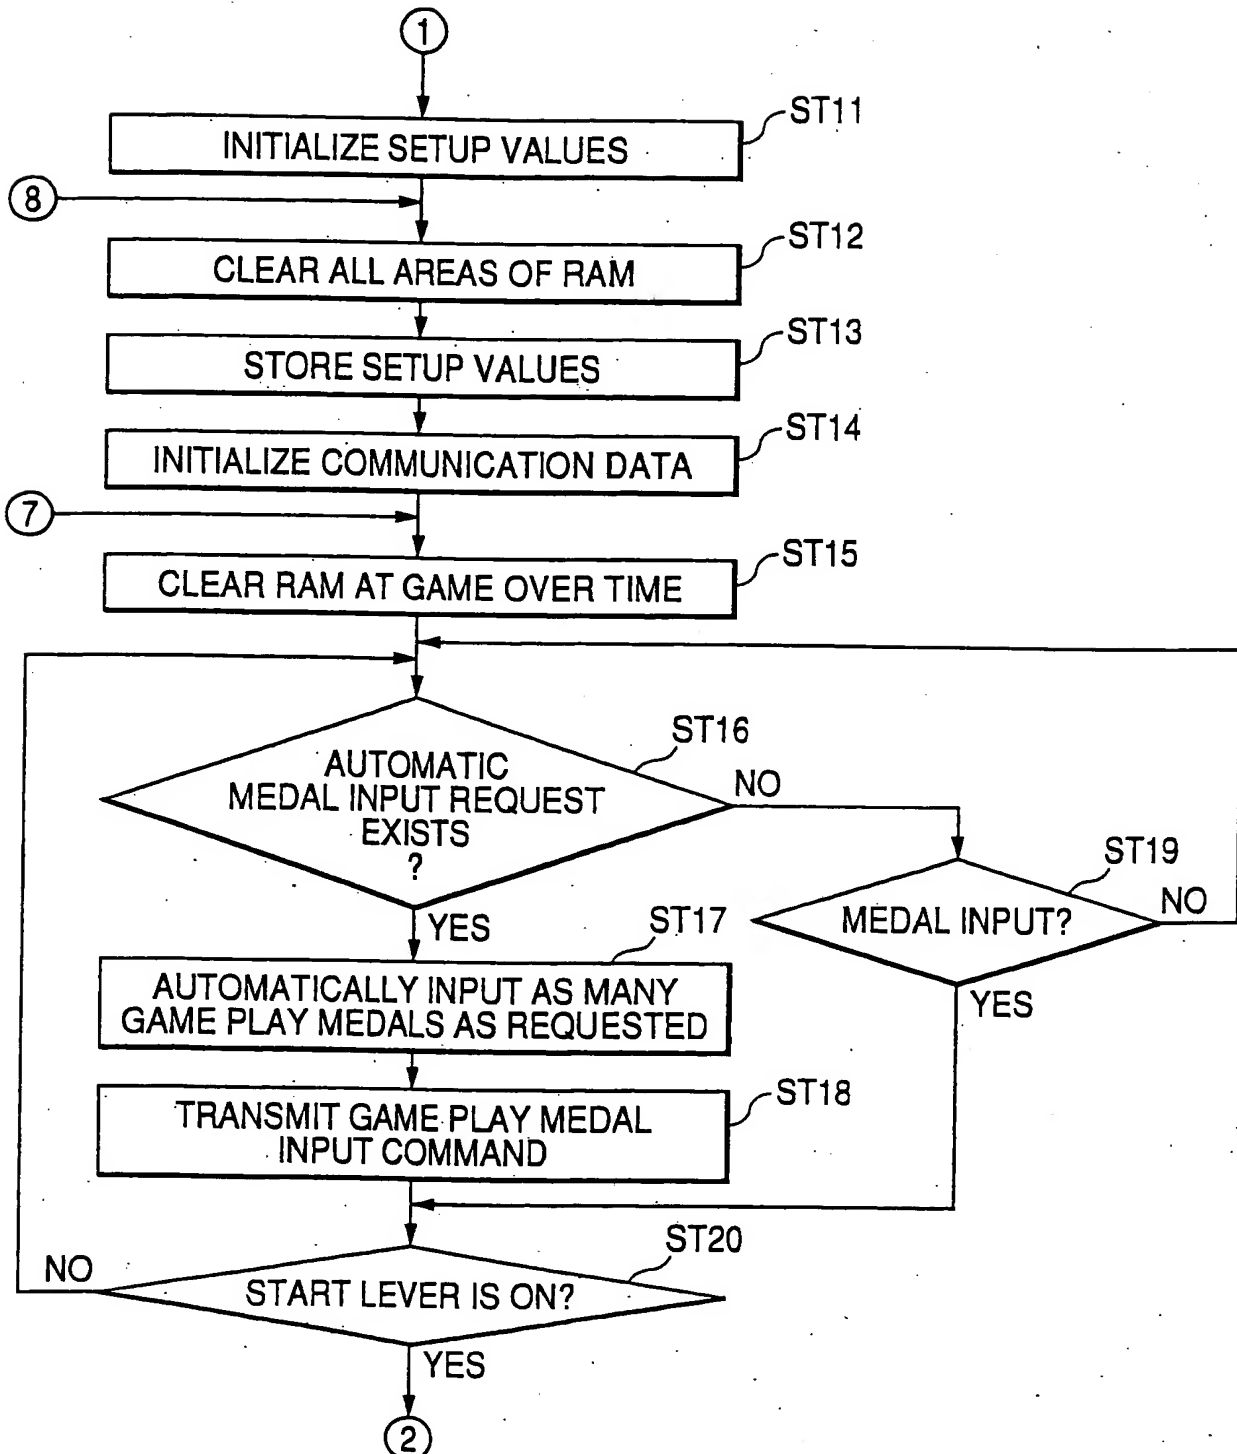 1
ST11
INITIALIZE SETUP VALUES
8
ST12
CLEAR ALL AREAS OF RAM
ST13
STORE SETUP VALUES
ST14
INITIALIZE COMMUNICATION DATA
7
ST15
CLEAR RAM AT GAME OVER TIME
ST16
AUTOMATIC
MEDAL INPUT REQUEST
EXISTS
?
NO
ST19
MEDAL INPUT?
NO
YES
YES
ST17
AUTOMATICALLY INPUT AS MANY
GAME PLAY MEDALS AS REQUESTED
ST18
TRANSMIT GAME PLAY MEDAL
INPUT COMMAND
ST20
START LEVER IS ON?
NO
YES
2